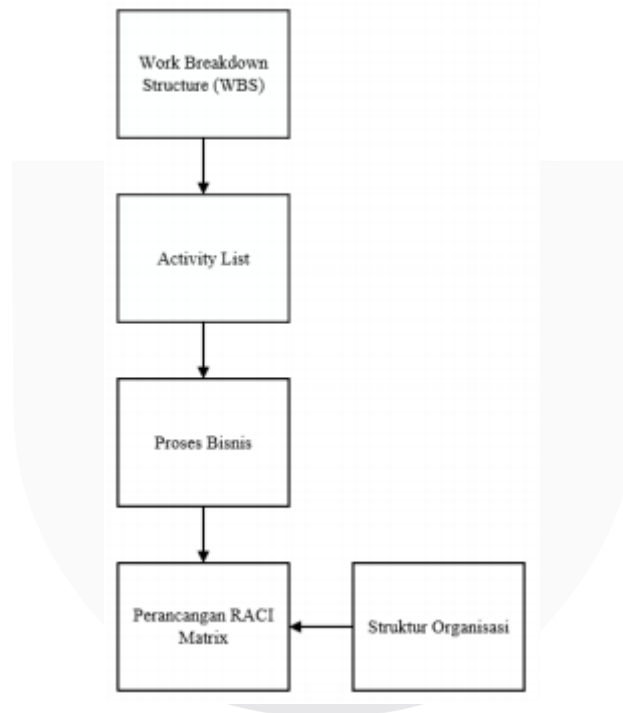 Work Breakdown
Structure (WBS)
Activity List
Proses Bisnis
Perancangan RACI
Matrix
Struktur Organisasi